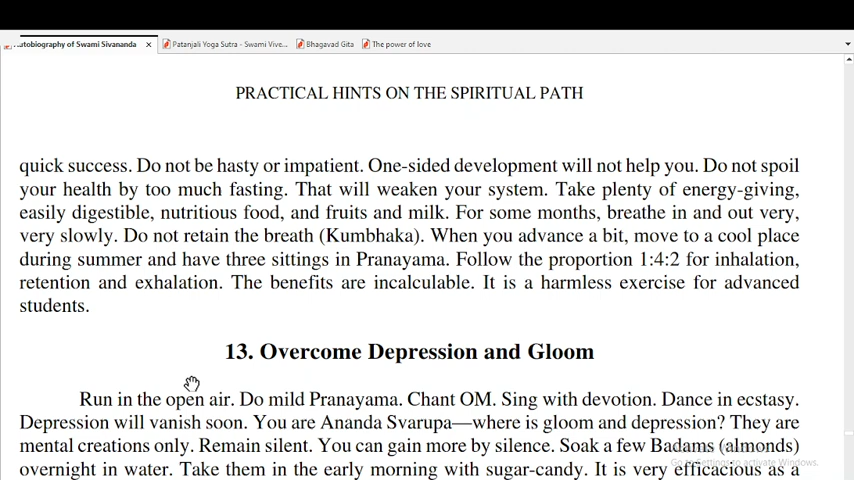 utobiography of Swami Sivananda
Patanjali Yoga Sutra - Swami Vive...
Bhagavad Gita
The power of love
PRACTICAL HINTS ON THE SPIRITUAL PATH
quick success. Do not be hasty or impatient. One-sided development will not help you. Do not spoil
your health by too much fasting. That will weaken your system. Take plenty of energy-giving,
easily digestible, nutritious food, and fruits and milk. For some months, breathe in and out very,
very slowly. Do not retain the breath (Kumbhaka). When you advance a bit, move to a cool place
during summer and have three sittings in Pranayama. Follow the proportion 1:4:2 for inhalation,
retention and exhalation. The benefits are incalculable. It is a harmless exercise for advanced
students.
13. Overcome Depression and Gloom
Run in the open air. Do mild Pranayama. Chant OM. Sing with devotion. Dance in ecstasy.
Depression will vanish soon. You are Ananda Svarupa—where is gloom and depression? They are
mental creations only. Remain silent. You can gain more by silence. Soak a few Badams (almonds)
overnight in water. Take them in the early morning with sugar-candy. It is very efficacious as a
Go to Settings to activate Windows.